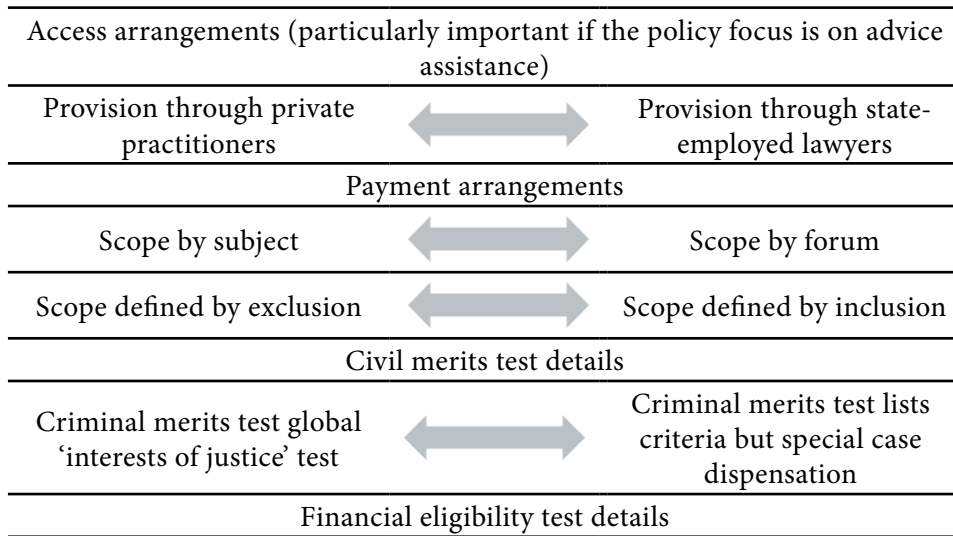 Access arrangements (particularly important if the policy focus is on advice
assistance)
Provision through private
practitioners
Provision through state-
employed lawyers
Payment arrangements
Scope by subject
Scope by forum
Scope defined by exclusion
Scope defined by inclusion
Civil merits test details
Criminal merits test global
‘interests of justice’ test
Criminal merits test lists
criteria but special case
dispensation
Financial eligibility test details